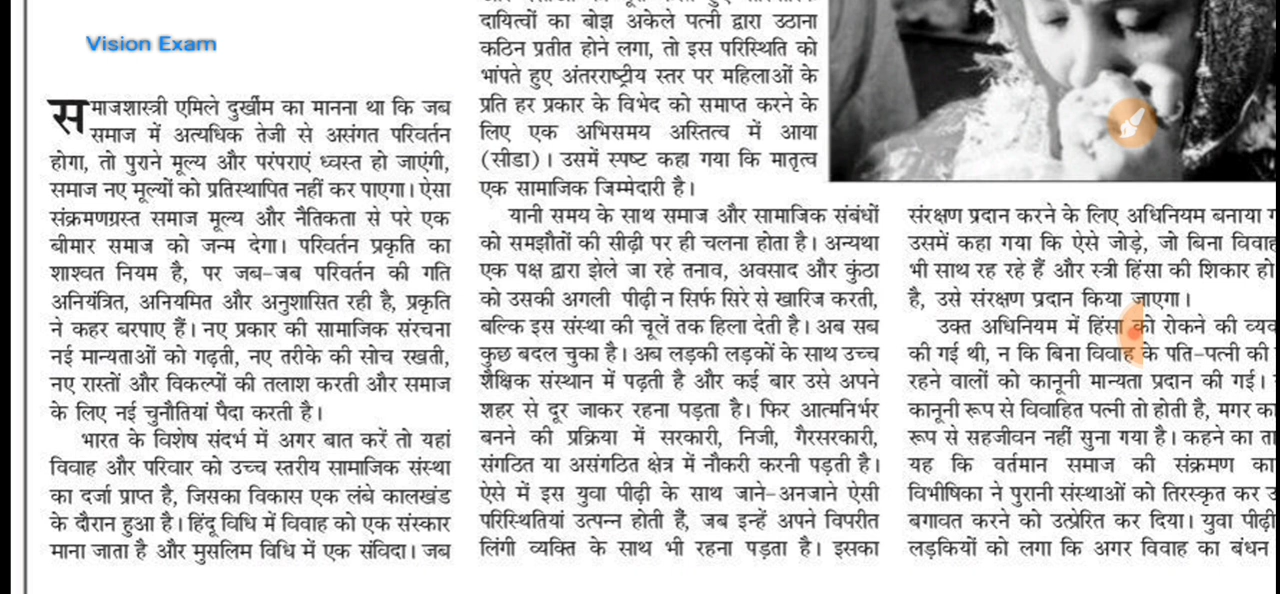 Vision Exam
समाजशास्त्री एमिले दुर्खीम का मानना था कि जब
समाज में अत्यधिक तेजी से असंगत परिवर्तन
होगा, तो पुराने मूल्य और परंपराएं ध्वस्त हो जाएंगी,
समाज नए मूल्यों को प्रतिस्थापित नहीं कर पाएगा। ऐसा
संक्रमणग्रस्त समाज मूल्य और नैतिकता से परे एक
बीमार समाज को जन्म देगा। परिवर्तन प्रकृति का
शाश्वत नियम है, पर जब-जब परिवर्तन की गति
अनियंत्रित, अनियमित और अनुशासित रही है, प्रकृति
ने कहर बरपाए हैं। नए प्रकार की सामाजिक संरचना
नई मान्यताओं को गढ़ती, नए तरीके की सोच रखती,
नए रास्तों और विकल्पों की तलाश करती और समाज
के लिए नई चुनौतियां पैदा करती है।
भारत के विशेष संदर्भ में अगर बात करें तो यहां
विवाह और परिवार को उच्च स्तरीय सामाजिक संस्था
का दर्जा प्राप्त है, जिसका विकास एक लंबे कालखंड
के दौरान हुआ है। हिंदू विधि में विवाह को एक संस्कार
माना जाता है और मुसलिम विधि में एक संविदा। जब
दायित्वों का बोझ अकेले पत्नी द्वारा उठाना
कठिन प्रतीत होने लगा, तो इस परिस्थिति को
भांपते हुए अंतरराष्ट्रीय स्तर पर महिलाओं के
प्रति हर प्रकार के विभेद को समाप्त करने के
लिए एक अभिसमय अस्तित्व में आया
(सीडा)। उसमें स्पष्ट कहा गया कि मातृत्व
एक सामाजिक जिम्मेदारी है।
यानी समय के साथ समाज और सामाजिक संबंधों
को समझौतों की सीढ़ी पर ही चलना होता है। अन्यथा
एक पक्ष द्वारा झेले जा रहे तनाव, अवसाद और कुंठा
को उसकी अगली पीढ़ी न सिर्फ सिरे से खारिज करती,
बल्कि इस संस्था की चूलें तक हिला देती है। अब सब
कुछ बदल चुका है। अब लड़की लड़कों के साथ उच्च
शैक्षिक संस्थान में पढ़ती है और कई बार उसे अपने
शहर से दूर जाकर रहना पड़ता है। फिर आत्मनिर्भर
बनने की प्रक्रिया में सरकारी, निजी, गैरसरकारी,
संगठित या असंगठित क्षेत्र में नौकरी करनी पड़ती है।
ऐसे में इस युवा पीढ़ी के साथ जाने-अनजाने ऐसी
परिस्थितियां उत्पन्न होती हैं, जब इन्हें अपने विपरीत
लिंगी व्यक्ति के साथ भी रहना पड़ता है। इसका
संरक्षण प्रदान करने के लिए अधिनियम बनाया
उसमें कहा गया कि ऐसे जोड़े, जो बिना विवाह
भी साथ रह रहे हैं और स्त्री हिंसा की शिकार हो
है, उसे संरक्षण प्रदान किया जाएगा।
उक्त अधिनियम में हिंसा को रोकने की
की गई थी, न कि बिना विवाह के पति-पत्नी की
रहने वालों को कानूनी मान्यता प्रदान की गई।
कानूनी रूप से विवाहित पत्नी तो होती है, मगर
रूप से सहजीवन नहीं सुना गया है। कहने का
यह कि वर्तमान समाज की संक्रमण
विभीषिका ने पुरानी संस्थाओं को तिरस्कृत कर
बगावत करने को उत्प्रेरित कर दिया। युवा पीढ़ी
लड़कियों को लगा कि अगर विवाह का बंधन